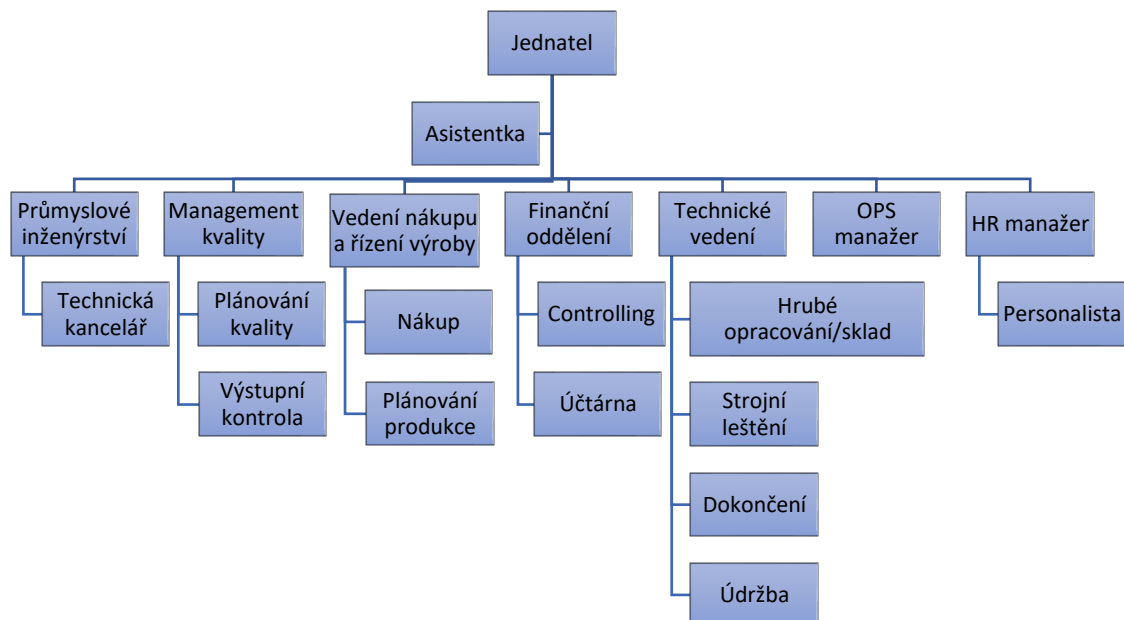 Jednatel
Asistentka
Průmyslové
inženýrství
Management
kvality
Vedení nákupu
a řízení výroby
Finanční
oddělení
Technické
vedení
OPS
manažer
HR manažer
Technická
kancelář
Plánování
kvality
Nákup
Controlling
Hrubé
opracování/sklad
Personalista
Výstupní
kontrola
Plánování
produkce
Účtárna
Strojní
leštění
Dokončení
Údržba